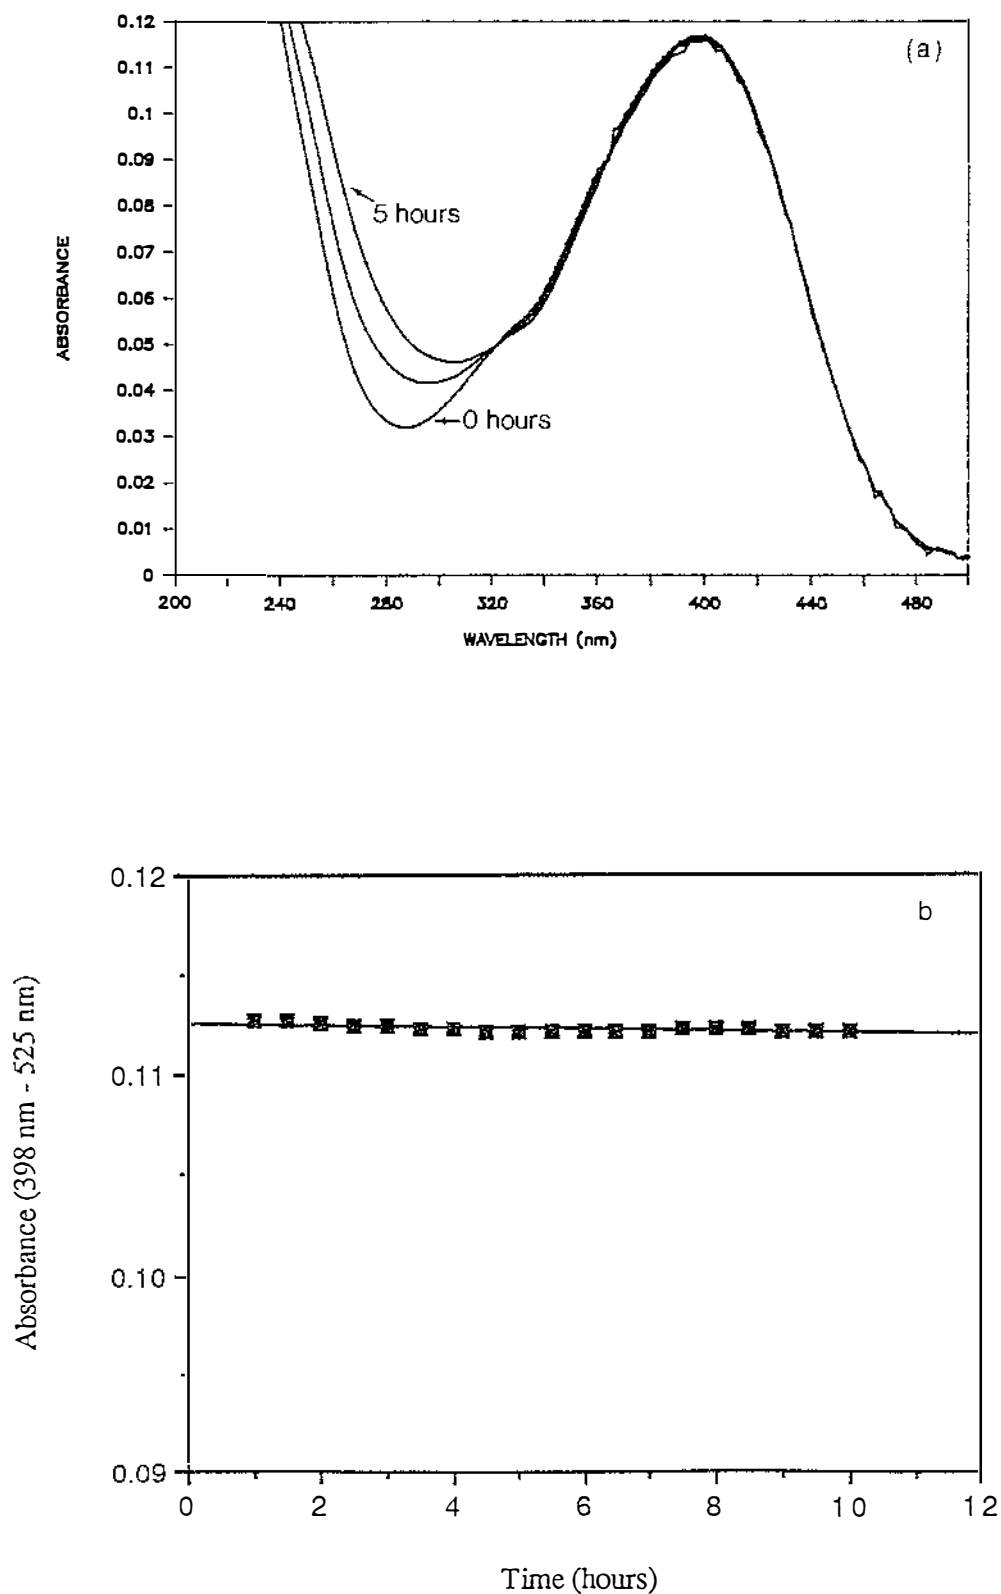 0.12
(a)
0.11
0.1
0.09
0.08
5 hours
0.07
ABSORBANCE
0.06
0.05
0.04
0 hours
0.03
0.02
0.01
0
200 240 280 320 360 400 440 480
WAVELENGTH (nm)
0.12
b
0.11
Absorbance (398 nm - 525 nm)
0.10
0.09
0 2 4 6 8 10 12
Time (hours)